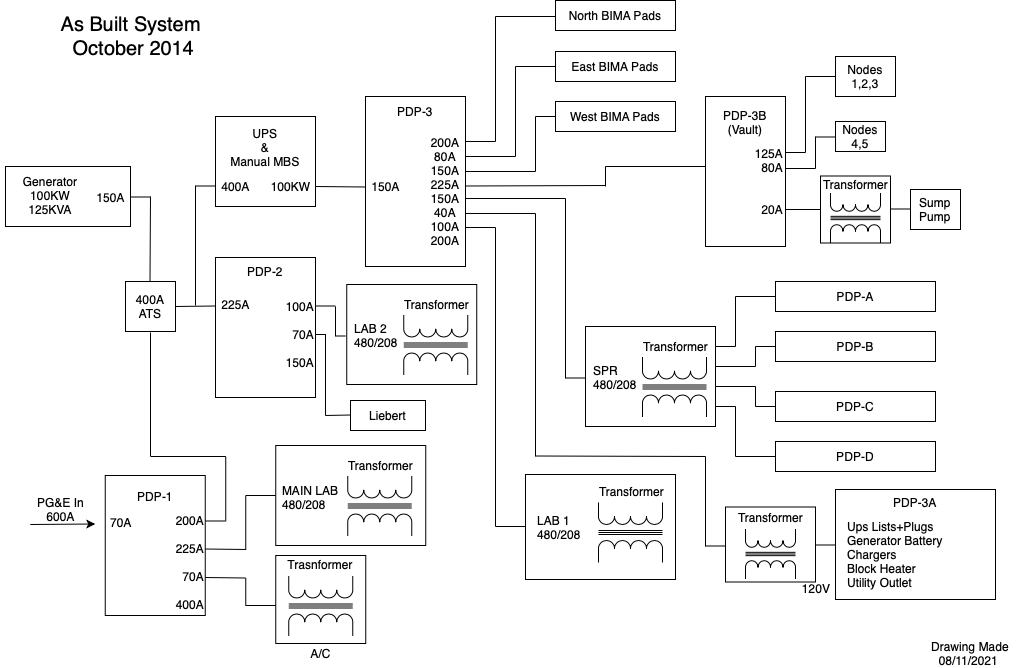 As Built System
October 2014
North BIMA Pads
East BIMA Pads
West BIMA Pads
PDP-3
150A
200A
80A
150A
225A
150A
40A
100A
200A
UPS
&
Manual MBS
400A
100KW
Generator
100KW
125KVA
150A
400A
ATS
PDP-2
225A
100A
70A
150A
Transformer
LAB 2
480/208
Liebert
PDP-3B
(Vault)
125A
80A
20A
Nodes
1,2,3
Nodes
4,5
Transformer
Sump
Pump
Transformer
SPR
480/208
PDP-A
PDP-B
PDP-C
PDP-D
PG&E In
600A
PDP-1
70A
200A
225A
70A
400A
Transformer
MAIN LAB
480/208
Trasnformer
A/C
Transformer
LAB 1
480/208
Transformer
120V
PDP-3A
Ups Lists+Plugs
Generator Battery
Chargers
Block Heater
Utility Outlet
Drawing Made
08/11/2021